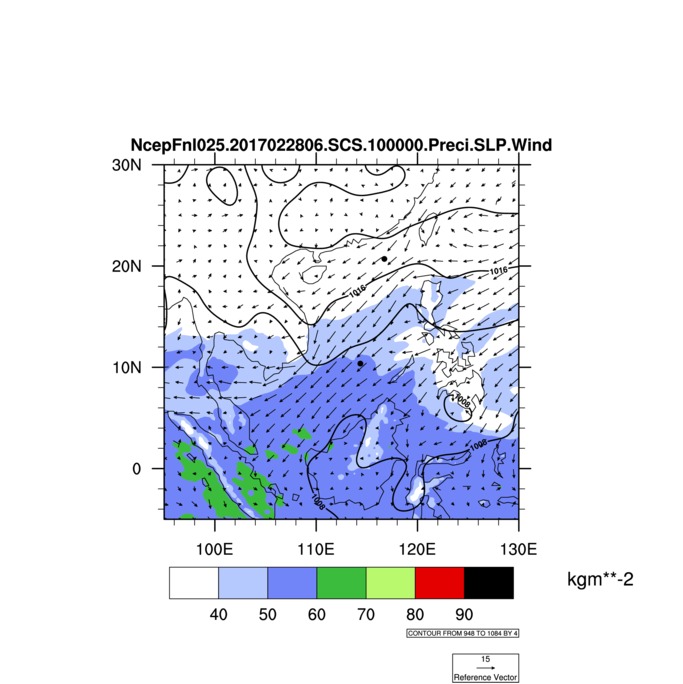 NcepFnl025.2017022806.SCS.100000.Preci.SLP.Wind
30N
20N
10N
0
1016
1016
1008
1008
1008
100E 110E 120E 130E
40 50 60 70 80 90
kgm**-2
CONTOUR FROM 948 TO 1084 BY 4
15
Reference Vector